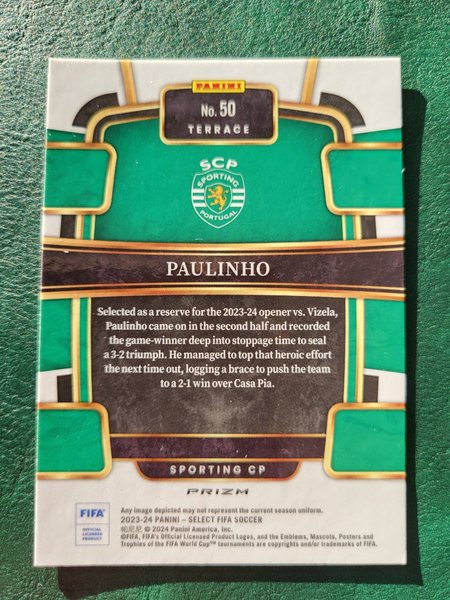 PANINI
No. 50
TERRACE
SCP
SPORTING
PORTUGAL
PAULINHO
Selected as a reserve for the 2023-24 opener vs. Vizela,
Paulinho came on in the second half and recorded
the game-winner deep into stoppage time to seal
a 3-2 triumph. He managed to top that heroic effort
the next time out, logging a brace to push the team
to a 2-1 win over Casa Pia.
SPORTING CP
PRIZM
FIFA®
OFFICIAL
LICENSED
PRODUCT
Any image depicted may not represent the current season uniform.
2023-24 PANINI – SELECT FIFA SOCCER
帕尼尼 © 2024 Panini America, Inc.
©FIFA, FIFA's Official Licensed Product Logos, and the Emblems, Mascots, Posters and
Trophies of the FIFA World Cup™ tournaments are copyrights and/or trademarks of FIFA.